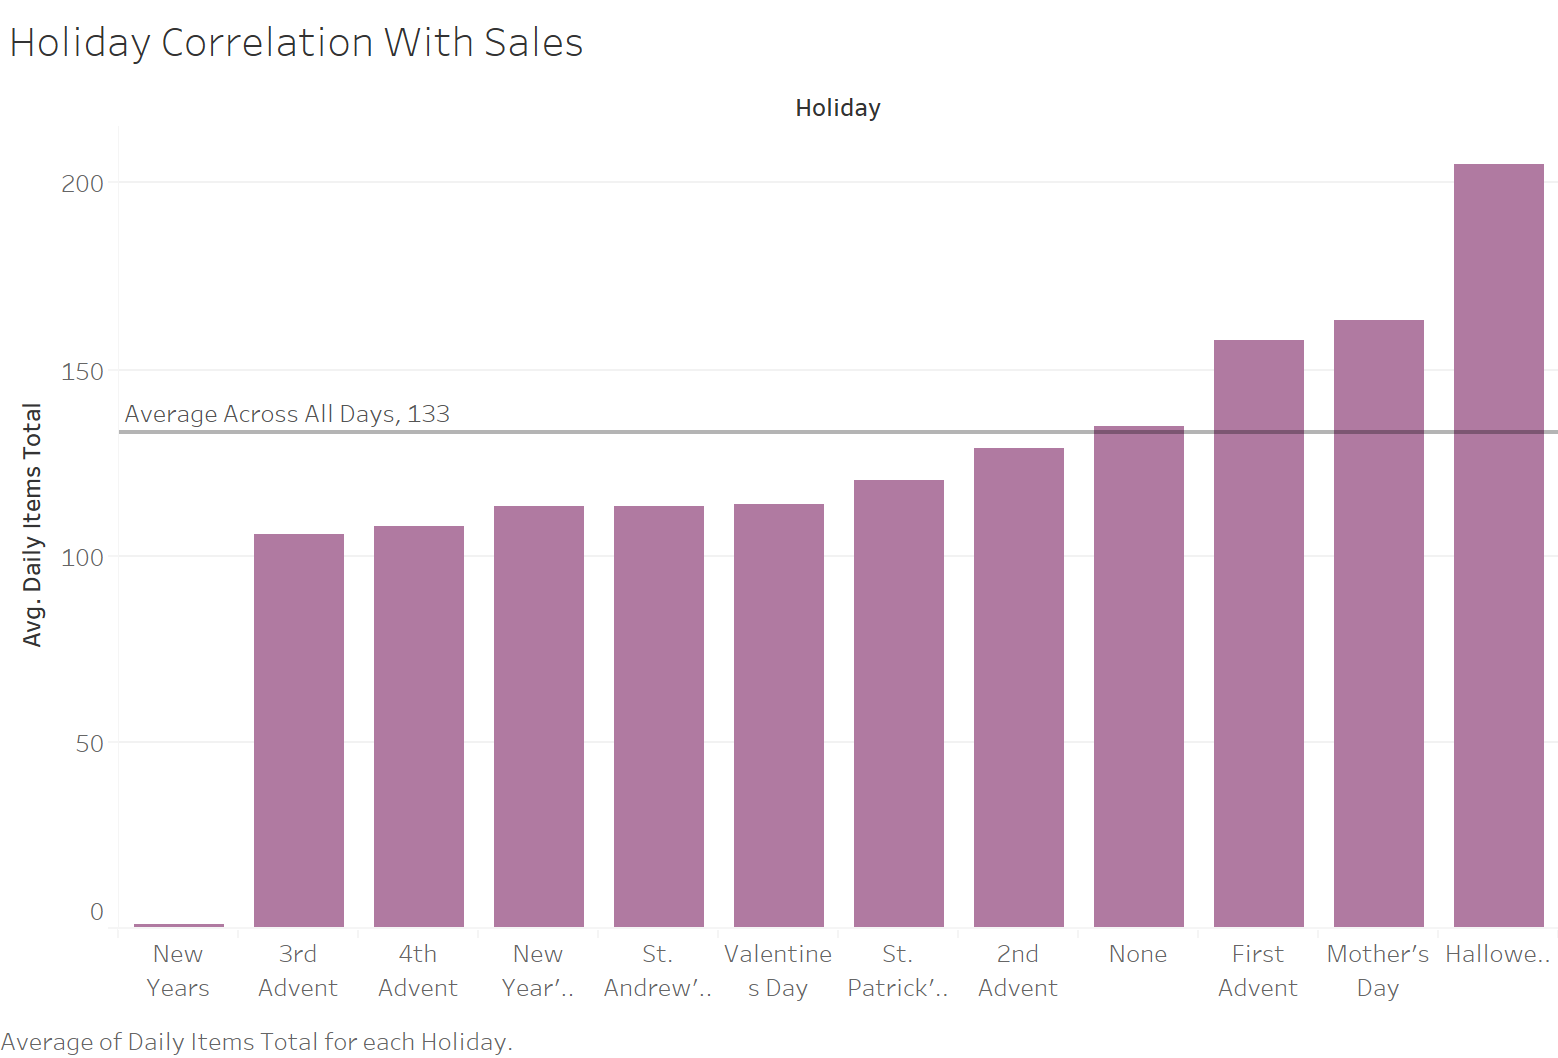 Holiday Correlation With Sales
Holiday
Avg. Daily Items Total
200
150
100
50
0
Average Across All Days, 133
New Years
3rd Advent
4th Advent
New Year’..
St. Andrew’..
Valentine s Day
St. Patrick’..
2nd Advent
None
First Advent
Mother’s Day
Hallowe..
Average of Daily Items Total for each Holiday.